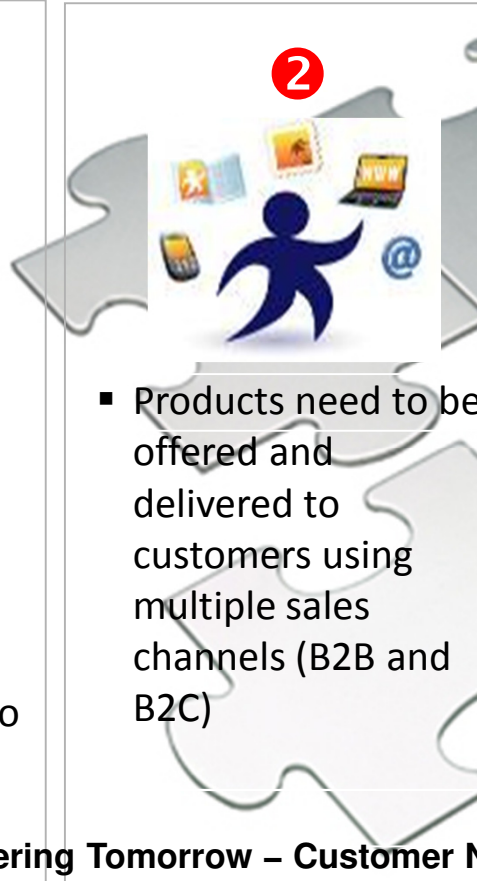 2
WWW
@
▪ Products need to be
offered and
delivered to
customers using
multiple sales
channels (B2B and
B2C)
o
ering Tomorrow – Customer N